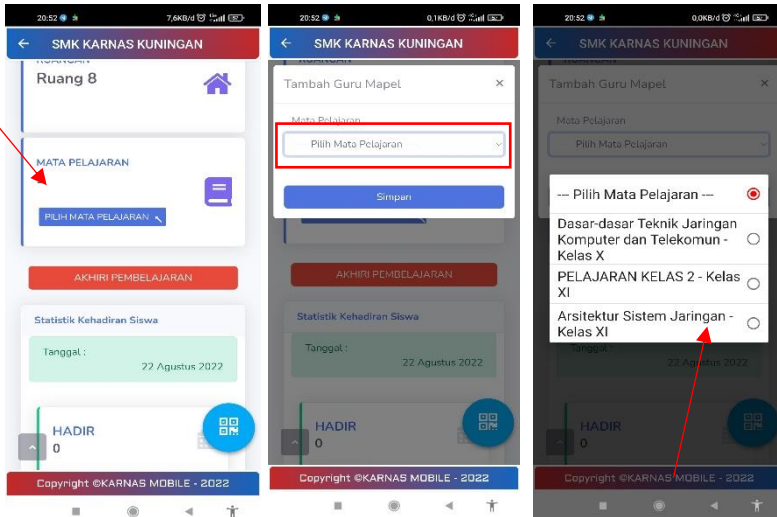 20:52
7,6KB/d
SMK KARNAS KUNINGAN
Ruang 8
MATA PELAJARAN
PILIH MATA PELAJARAN
AKHIRI PEMBELAJARAN
Statistik Kehadiran Siswa
Tanggal :
22 Agustus 2022
HADIR
0
Copyright ©KARNAS MOBILE - 2022
20:52
0,1KB/d
SMK KARNAS KUNINGAN
Tambah Guru Mapel
×
Mata Pelajaran
Pilih Mata Pelajaran
Simpan
AKHIRI PEMBELAJARAN
Statistik Kehadiran Siswa
Tanggal :
22 Agustus 2022
HADIR
0
Copyright ©KARNAS MOBILE - 2022
20:52
0,0KB/d
SMK KARNAS KUNINGAN
Tambah Guru Mapel
×
Mata Pelajaran
Pilih Mata Pelajaran
--- Pilih Mata Pelajaran ---
Dasar-dasar Teknik Jaringan
Komputer dan Telekomun -
Kelas X
PELAJARAN KELAS 2 - Kelas
XI
Arsitektur Sistem Jaringan -
Kelas XI
Tanggal :
22 Agustus 2022
HADIR
0
Copyright ©KARNAS MOBILE - 2022